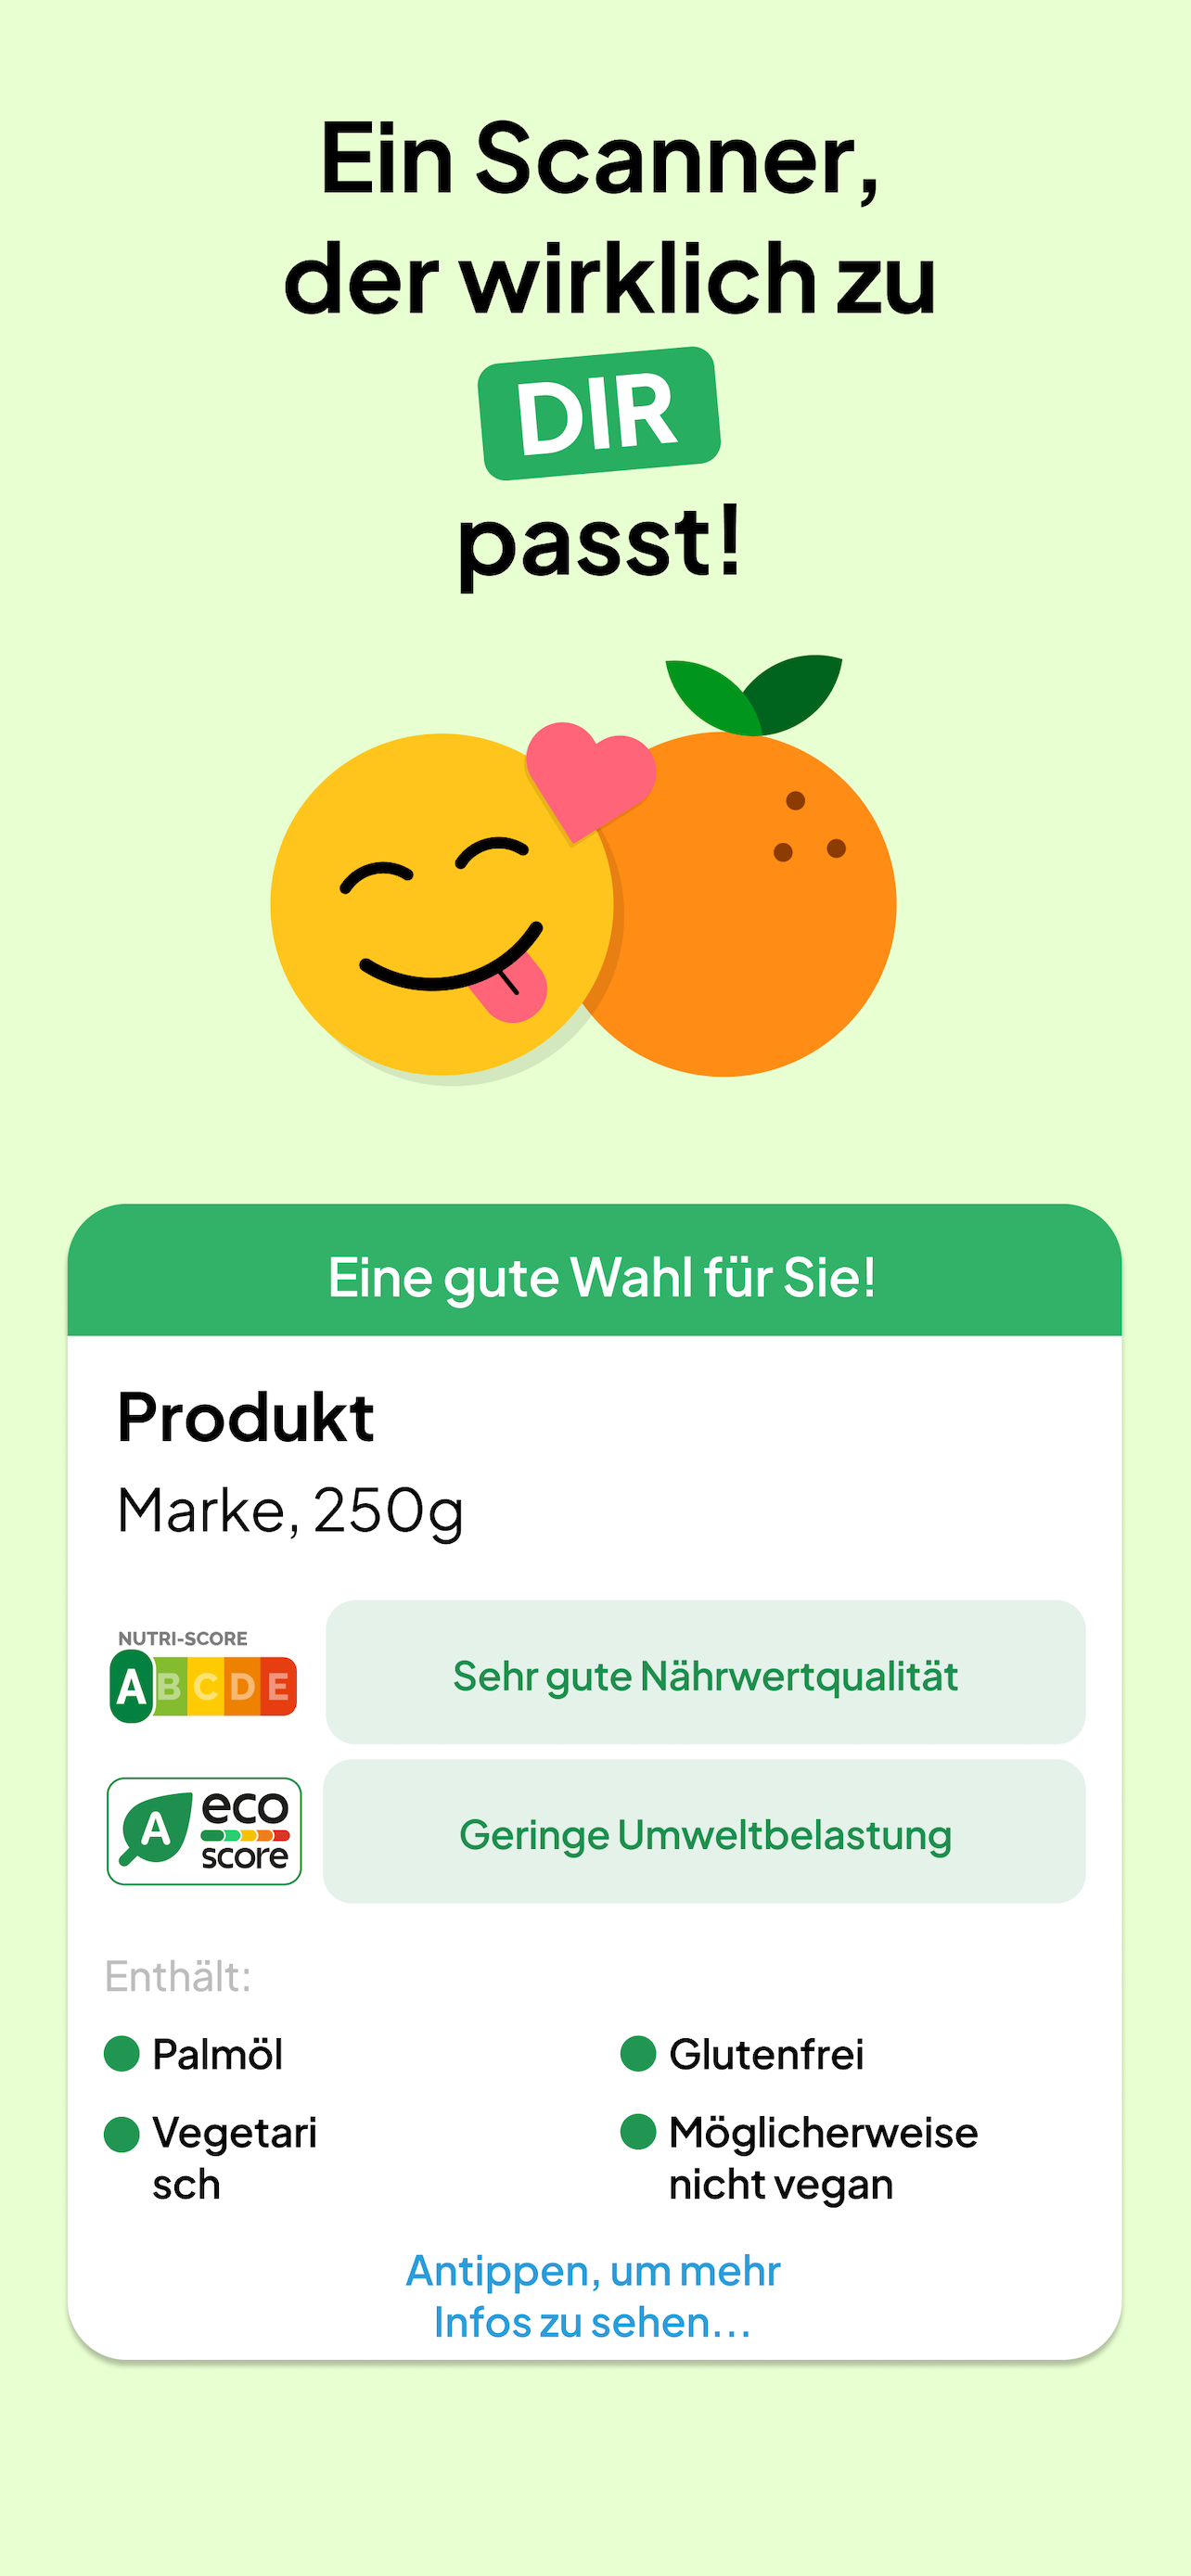 Ein Scanner,
der wirklich zu
DIR
passt!
Eine gute Wahl für Sie!
Produkt
Marke, 250g
NUTRI-SCORE
A B C D E
Sehr gute Nährwertqualität
A
eco
score
Geringe Umweltbelastung
Enthält:
Palmöl
Glutenfrei
Vegetari
sch
Möglicherweise
nicht vegan
Antippen, um mehr
Infos zu sehen...